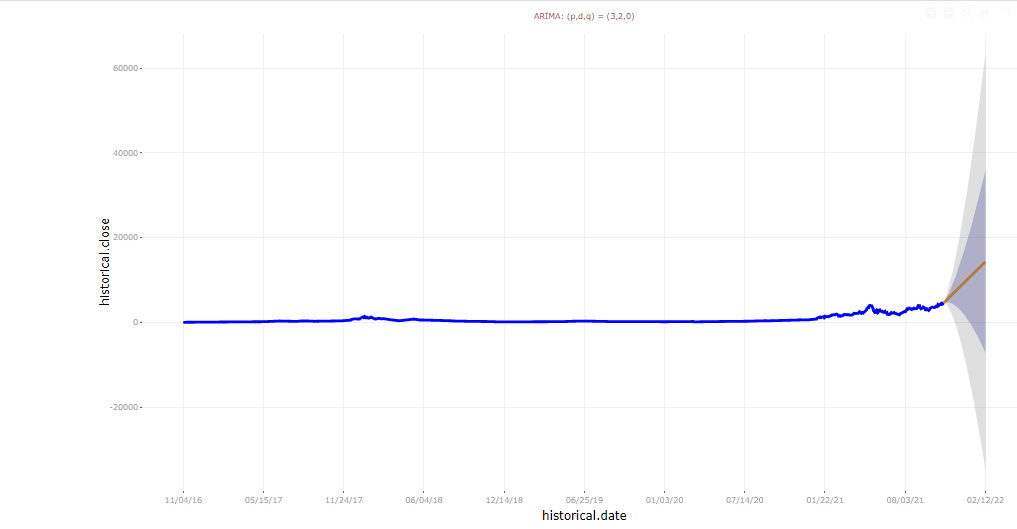 ARIMA: (p,d,q) = (3,2,0)
60000
40000
20000
0
-20000
historical.close
11/04/16 05/15/17 11/24/17 06/04/18 12/14/18 06/25/19 01/03/20 07/14/20 01/22/21 08/03/21 02/12/22
historical.date